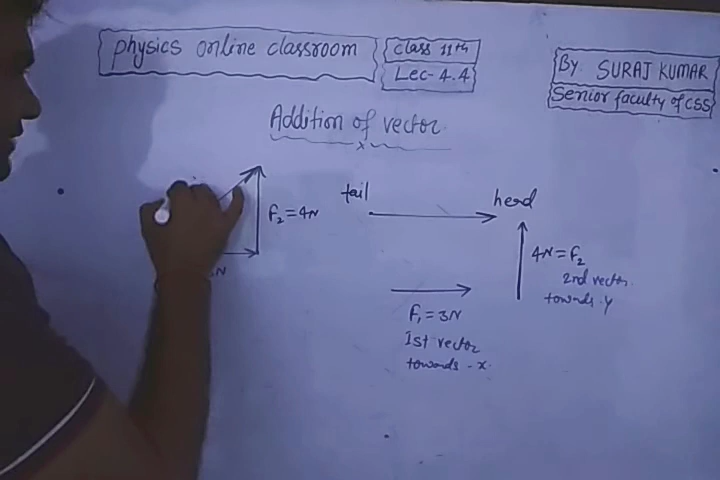 physics online classroom
class 11th
Lec- 4.4
By SURAJ KUMAR
Senior faculty of CSS
Addition of vector
x
tail
head
F₂=4N
N
4N=F₂
2nd vector
towards y
F₁=3N
1st vector
towards -x